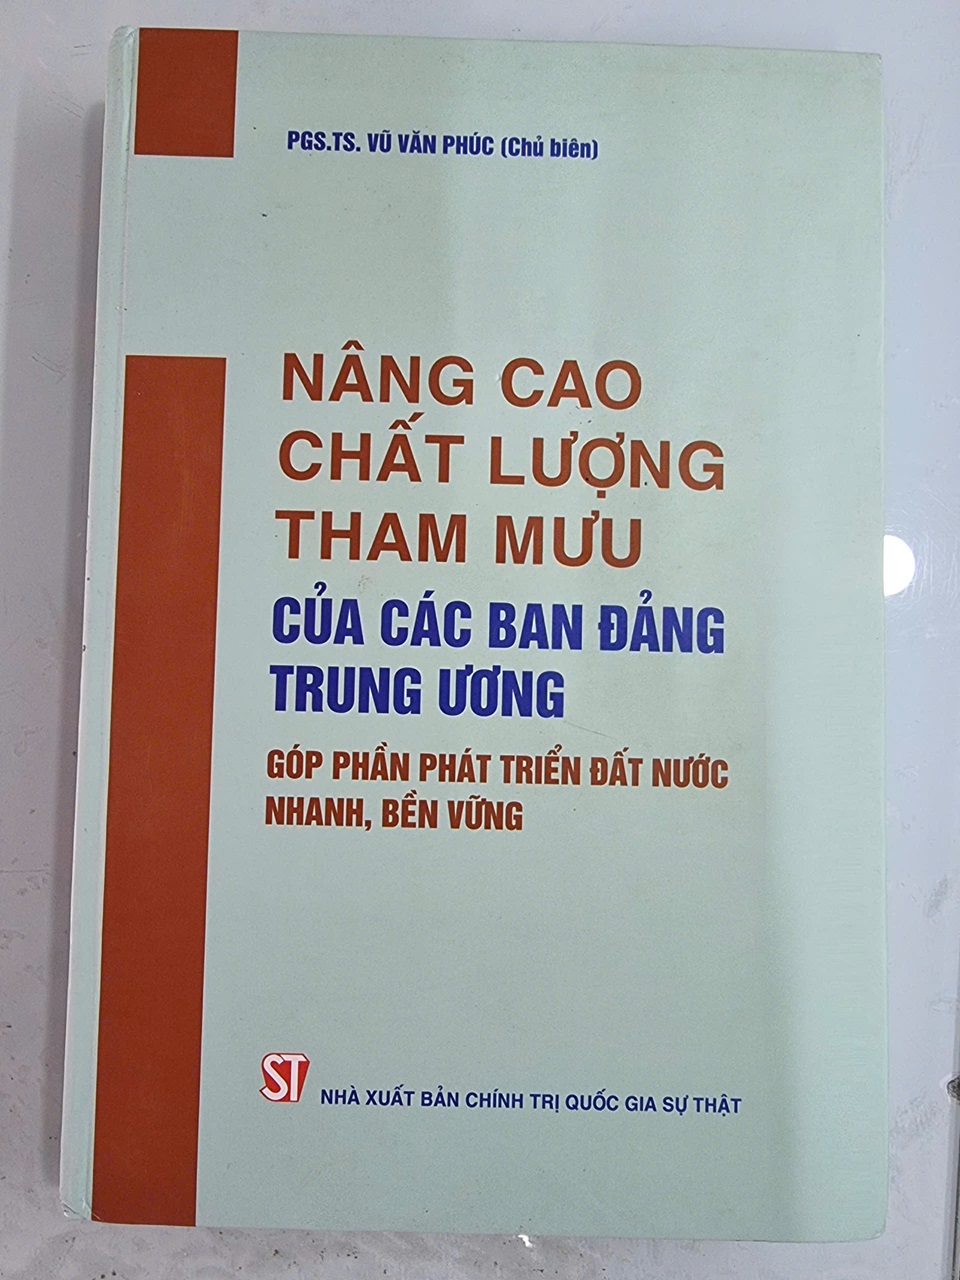 PGS.TS. VŨ VĂN PHÚC (Chủ biên)
NÂNG CAO
CHẤT LƯỢNG
THAM MƯU
CỦA CÁC BAN ĐẢNG
TRUNG ƯƠNG
GÓP PHẦN PHÁT TRIỂN ĐẤT NƯỚC
NHANH, BỀN VỮNG
ST
NHÀ XUẤT BẢN CHÍNH TRỊ QUỐC GIA SỰ THẬT